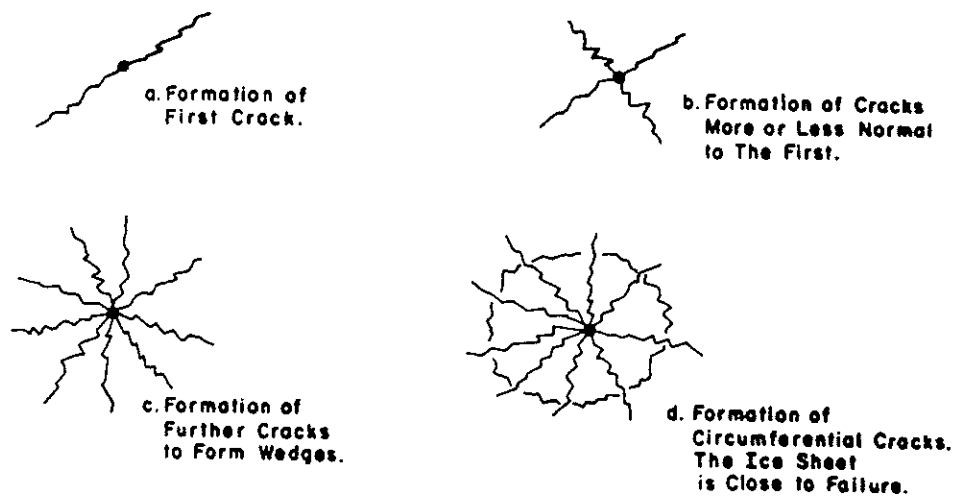 a. Formation of
First Crack.
b. Formation of Cracks
More or Less Normal
to The First.
c. Formation of
Further Cracks
to Form Wedges.
d. Formation of
Circumferential Cracks.
The Ice Sheet
is Close to Failure.